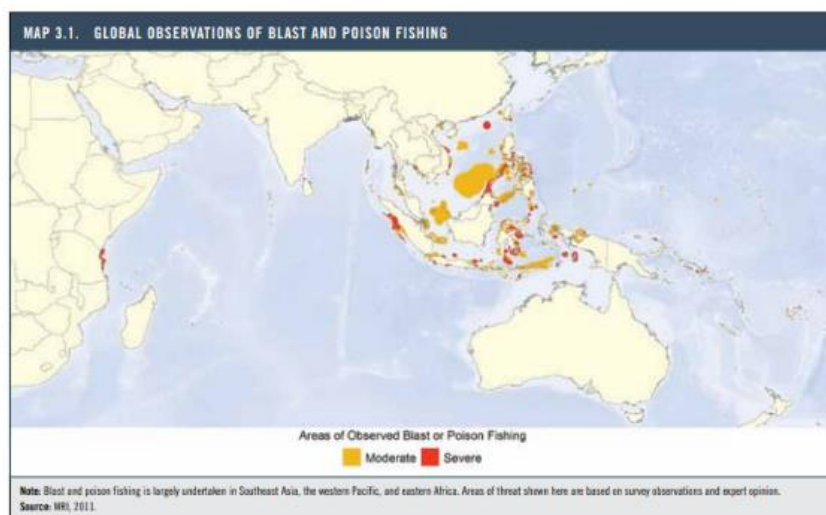 MAP 3.1. GLOBAL OBSERVATIONS OF BLAST AND POISON FISHING
Areas of Observed Blast or Poison Fishing
Moderate Severe
Note: Blast and poison fishing is largely undertaken in Southeast Asia, the western Pacific, and eastern Africa. Areas of threat shown here are based on survey observations and expert opinion.
Source: WRI, 2011.